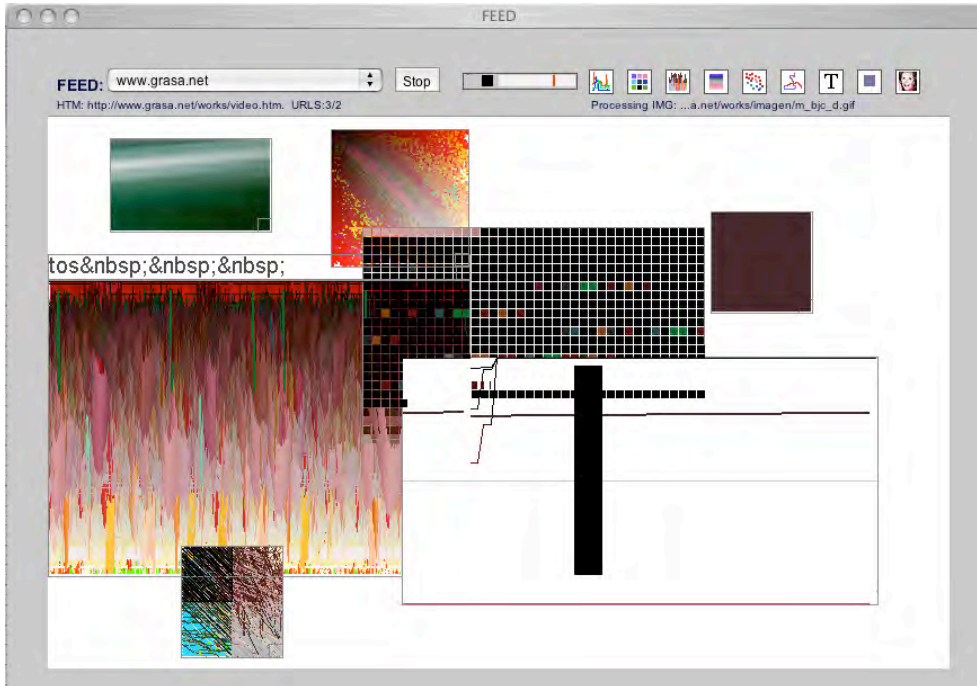 FEED
FEED: www.grasa.net Stop T
HTM: http://www.grasa.net/works/video.htm. URLS:3/2 Processing IMG: ...a.net/works/imagen/m_bjc_d.gif
tos&nbsp;&nbsp;&nbsp;